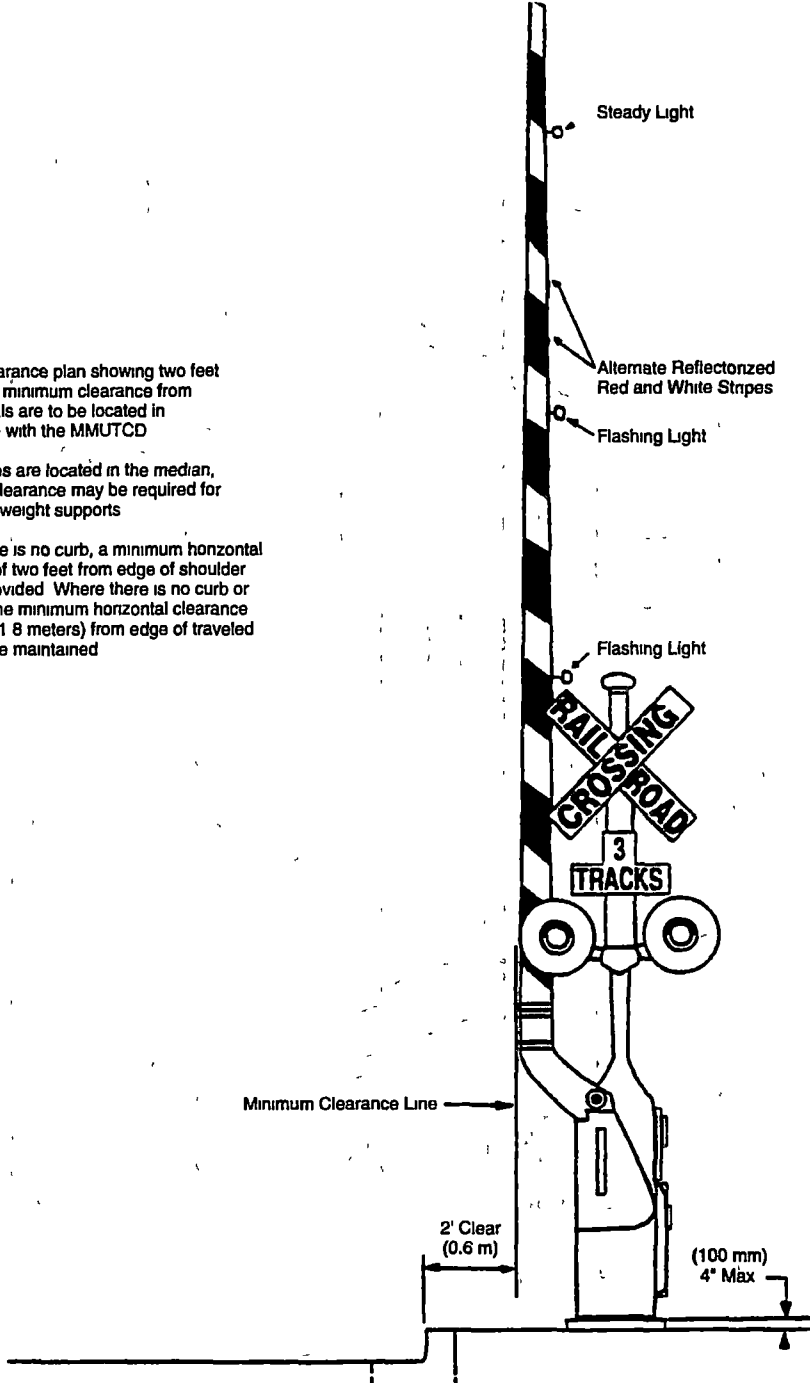 Steady Light
arance plan showing two feet
minimum clearance from
ls are to be located in
with the MMUTCD
es are located in the median,
learance may be required for
weight supports
e is no curb, a minimum horizontal
of two feet from edge of shoulder
ovided Where there is no curb or
he minimum horizontal clearance
1 8 meters) from edge of traveled
e maintained
Alternate Reflectorized
Red and White Stripes
Flashing Light
Flashing Light
RAIL ROAD
CROSSING
3
TRACKS
Minimum Clearance Line
2' Clear
(0.6 m)
(100 mm)
4" Max